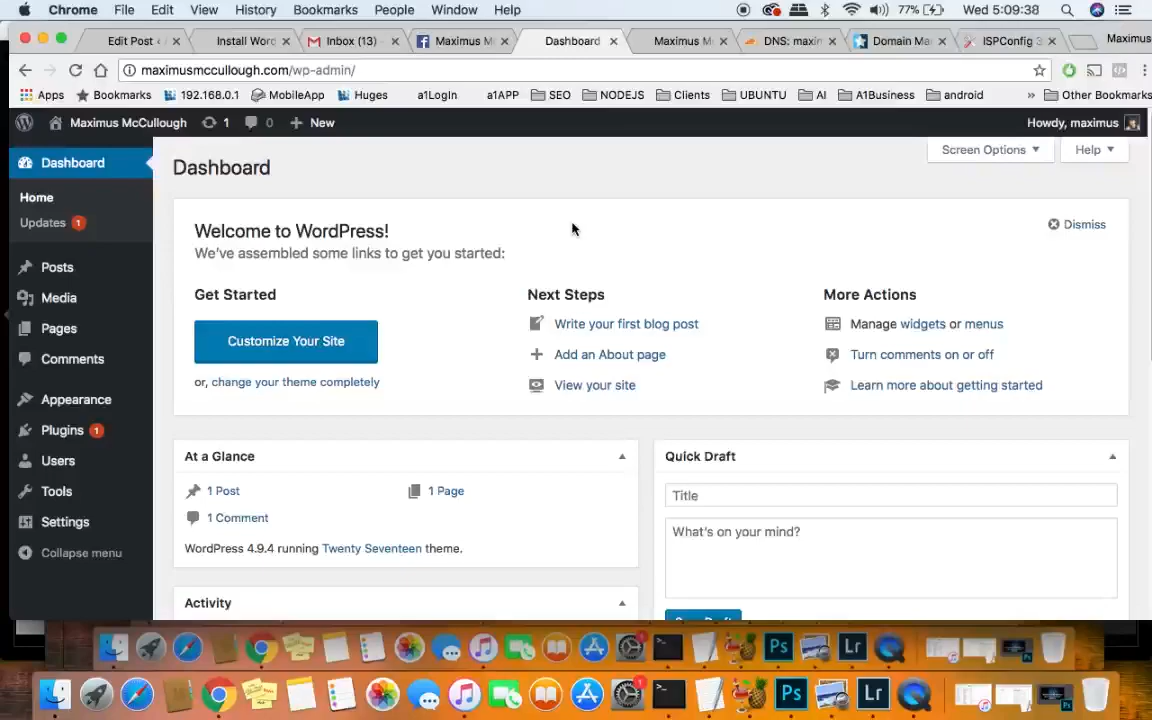 Chrome File Edit View History Bookmarks People Window Help 77% Wed 5:09:38
Edit Post ‹ Install Wor Inbox (13) Maximus M Dashboard Maximus M DNS: maxim Domain Ma ISPConfig 3 Maximus
maximusmccullough.com/wp-admin/
Apps Bookmarks 192.168.0.1 MobileApp Huges a1LogIn a1APP SEO NODEJS Clients UBUNTU AI A1Business android » Other Bookmarks
Maximus McCullough 1 0 New Howdy, maximus
Dashboard
Home
Updates 1
Posts
Media
Pages
Comments
Appearance
Plugins 1
Users
Tools
Settings
Collapse menu
Screen Options Help
Dashboard
Welcome to WordPress!
Dismiss
We've assembled some links to get you started:
Get Started
Customize Your Site
or, change your theme completely
Next Steps
Write your first blog post
Add an About page
View your site
More Actions
Manage widgets or menus
Turn comments on or off
Learn more about getting started
At a Glance
1 Post 1 Page
1 Comment
WordPress 4.9.4 running Twenty Seventeen theme.
Activity
Quick Draft
Title
What's on your mind?
Ps Lr
Ps Lr